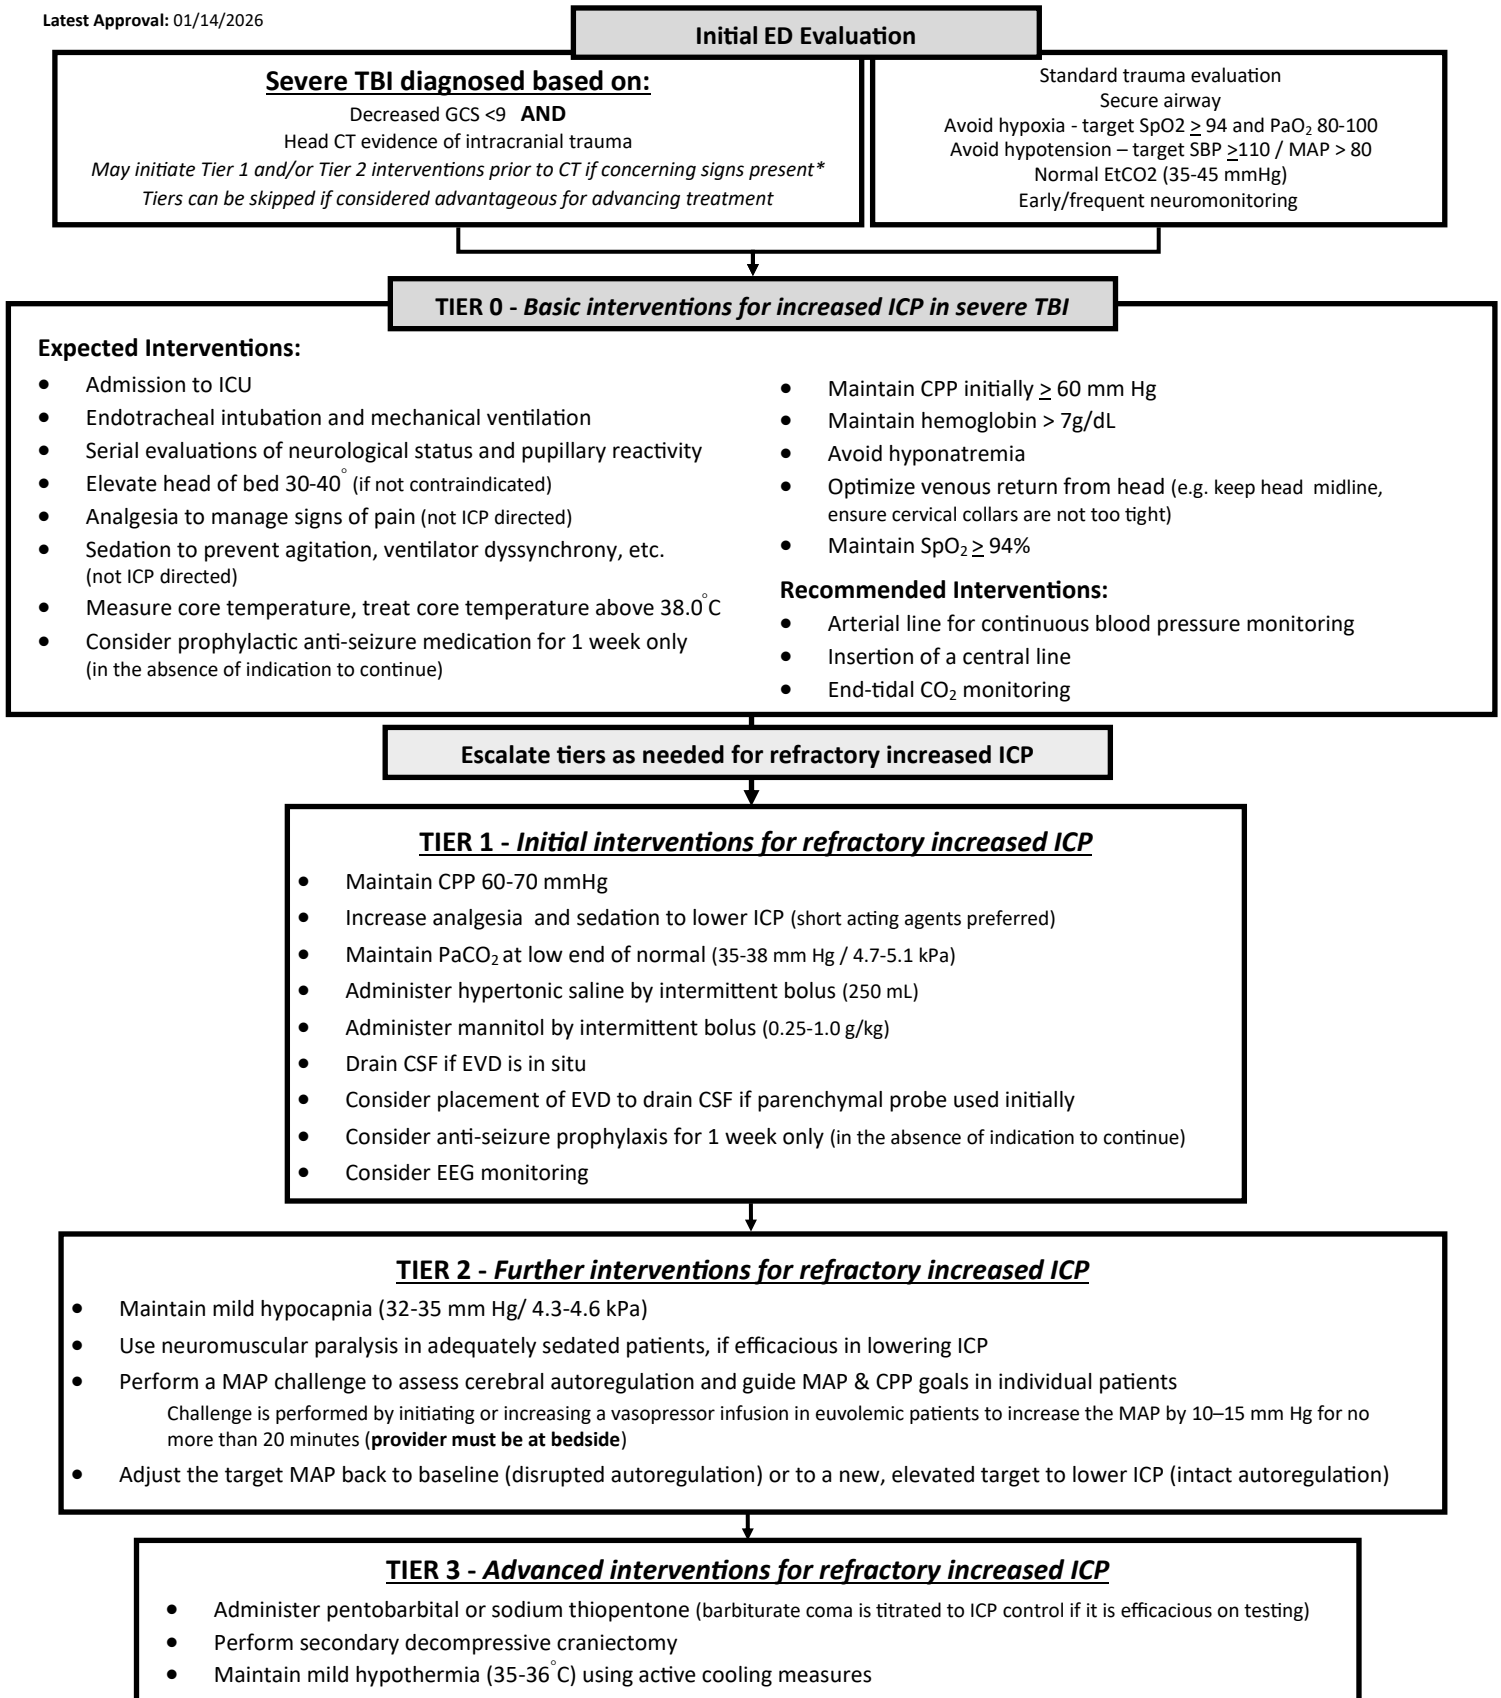 Latest Approval: 01/14/2026
Initial ED Evaluation
Severe TBI diagnosed based on:
Decreased GCS <9 AND
Head CT evidence of intracranial trauma
May initiate Tier 1 and/or Tier 2 interventions prior to CT if concerning signs present*
Tiers can be skipped if considered advantageous for advancing treatment
Standard trauma evaluation
Secure airway
Avoid hypoxia - target SpO2 ≥ 94 and PaO₂ 80-100
Avoid hypotension – target SBP ≥110 / MAP > 80
Normal EtCO2 (35-45 mmHg)
Early/frequent neuromonitoring
TIER 0 - Basic interventions for increased ICP in severe TBI
Expected Interventions:
• Admission to ICU
• Endotracheal intubation and mechanical ventilation
• Serial evaluations of neurological status and pupillary reactivity
• Elevate head of bed 30-40° (if not contraindicated)
• Analgesia to manage signs of pain (not ICP directed)
• Sedation to prevent agitation, ventilator dyssynchrony, etc.
(not ICP directed)
• Measure core temperature, treat core temperature above 38.0°C
• Consider prophylactic anti-seizure medication for 1 week only
(in the absence of indication to continue)
• Maintain CPP initially ≥ 60 mm Hg
• Maintain hemoglobin > 7g/dL
• Avoid hyponatremia
• Optimize venous return from head (e.g. keep head midline,
ensure cervical collars are not too tight)
• Maintain SpO₂ ≥ 94%
Recommended Interventions:
• Arterial line for continuous blood pressure monitoring
• Insertion of a central line
• End-tidal CO₂ monitoring
Escalate tiers as needed for refractory increased ICP
TIER 1 - Initial interventions for refractory increased ICP
• Maintain CPP 60-70 mmHg
• Increase analgesia and sedation to lower ICP (short acting agents preferred)
• Maintain PaCO₂ at low end of normal (35-38 mm Hg / 4.7-5.1 kPa)
• Administer hypertonic saline by intermittent bolus (250 mL)
• Administer mannitol by intermittent bolus (0.25-1.0 g/kg)
• Drain CSF if EVD is in situ
• Consider placement of EVD to drain CSF if parenchymal probe used initially
• Consider anti-seizure prophylaxis for 1 week only (in the absence of indication to continue)
• Consider EEG monitoring
TIER 2 - Further interventions for refractory increased ICP
• Maintain mild hypocapnia (32-35 mm Hg/ 4.3-4.6 kPa)
• Use neuromuscular paralysis in adequately sedated patients, if efficacious in lowering ICP
• Perform a MAP challenge to assess cerebral autoregulation and guide MAP & CPP goals in individual patients
Challenge is performed by initiating or increasing a vasopressor infusion in euvolemic patients to increase the MAP by 10–15 mm Hg for no
more than 20 minutes (provider must be at bedside)
• Adjust the target MAP back to baseline (disrupted autoregulation) or to a new, elevated target to lower ICP (intact autoregulation)
TIER 3 - Advanced interventions for refractory increased ICP
• Administer pentobarbital or sodium thiopentone (barbiturate coma is titrated to ICP control if it is efficacious on testing)
• Perform secondary decompressive craniectomy
• Maintain mild hypothermia (35-36°C) using active cooling measures